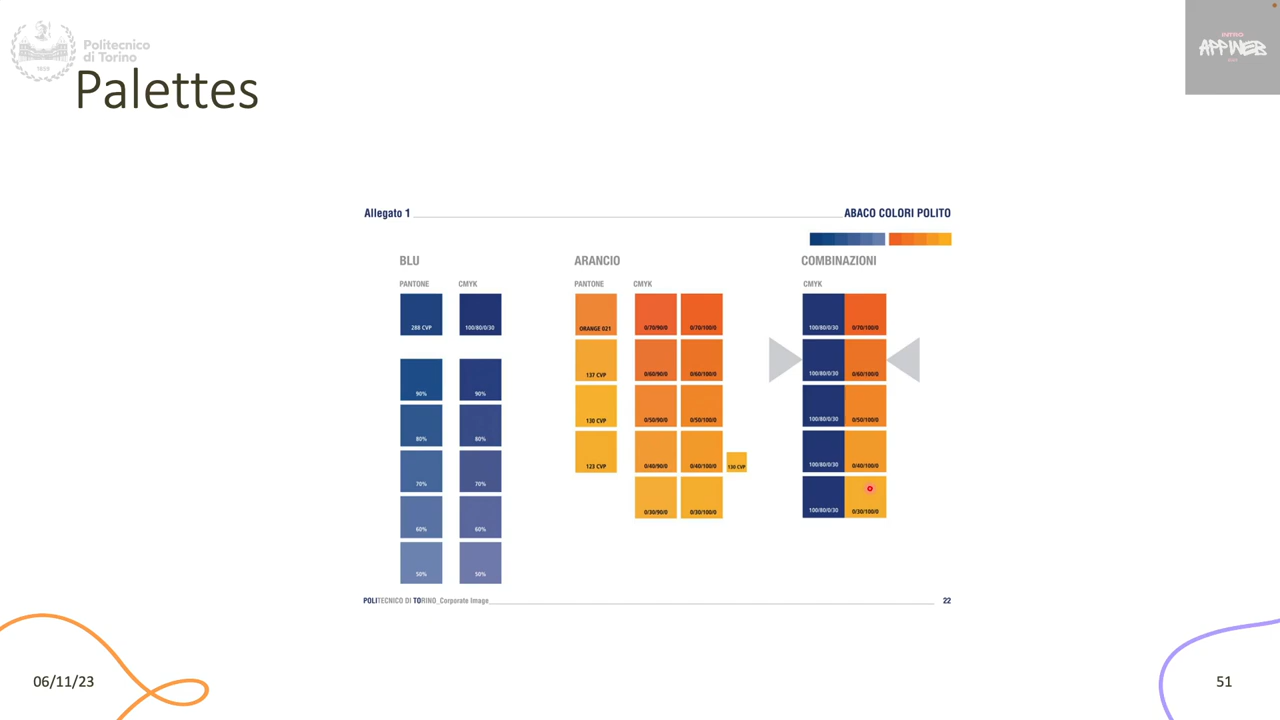 Politecnico
di Torino
1859
INTRO
APPWEB
Palettes
Allegato 1
ABACO COLORI POLITO
BLU
ARANCIO
COMBINAZIONI
PANTONE
CMYK
PANTONE
CMYK
CMYK
288 CVP
100/80/0/30
ORANGE 021
0/70/90/0
0/70/100/0
100/80/0/30
0/70/100/0
137 CVP
0/60/90/0
0/60/100/0
100/80/0/30
0/60/100/0
90%
90%
130 CVP
0/50/90/0
0/50/100/0
100/80/0/30
0/50/100/0
80%
80%
123 CVP
0/40/90/0
0/40/100/0
130 CVP
100/80/0/30
0/40/100/0
70%
70%
0/30/90/0
0/30/100/0
100/80/0/30
0/30/100/0
60%
60%
50%
50%
POLITECNICO DI TORINO_Corporate Image
22
06/11/23
51